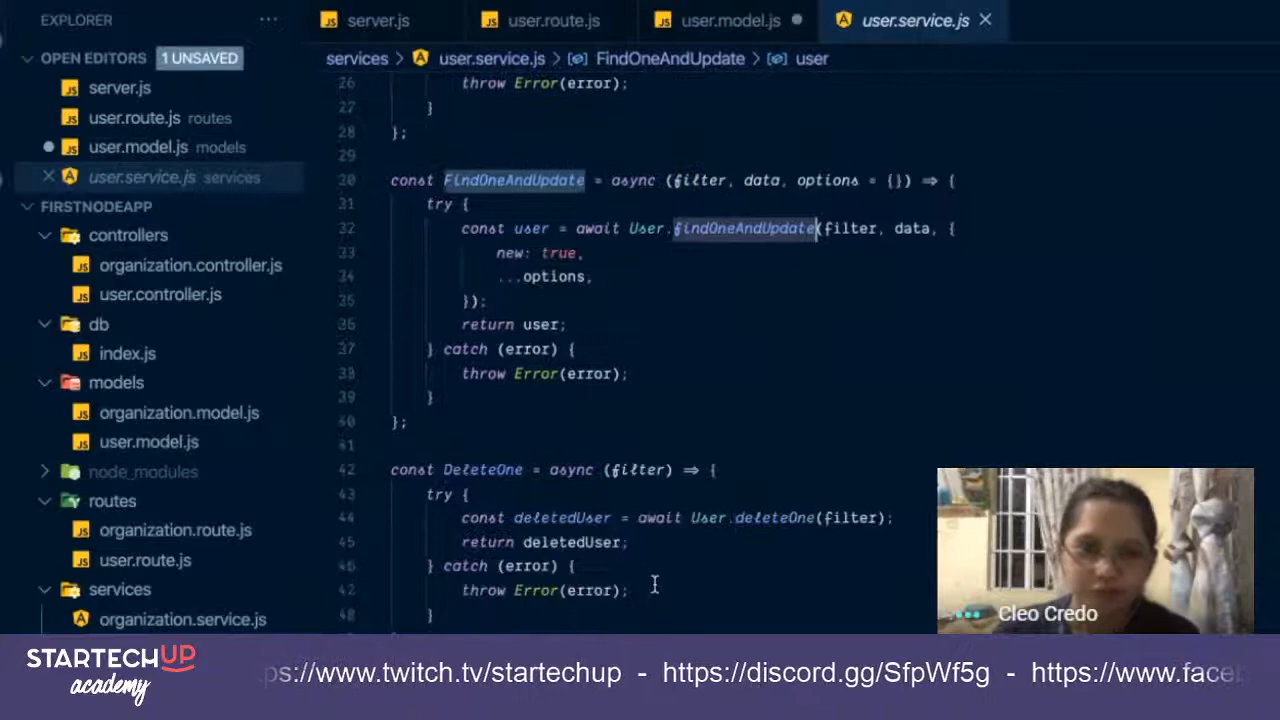 EXPLORER ···
OPEN EDITORS 1 UNSAVED
server.js
user.route.js routes
user.model.js models
user.service.js services
FIRSTNODEAPP
controllers
organization.controller.js
user.controller.js
db
index.js
models
organization.model.js
user.model.js
node_modules
routes
organization.route.js
user.route.js
services
organization.service.js
server.js user.route.js user.model.js user.service.js
services > user.service.js > FindOneAndUpdate > user
26 throw Error(error);
27 }
28 };
29
30 const FindOneAndUpdate = async (filter, data, options = {}) => {
31 try {
32 const user = await User.findOneAndUpdate(filter, data, {
33 new: true,
34 ...options,
35 });
36 return user;
37 } catch (error) {
38 throw Error(error);
39 }
40 };
41
42 const DeleteOne = async (filter) => {
43 try {
44 const deletedUser = await User.deleteOne(filter);
45 return deletedUser;
46 } catch (error) {
47 throw Error(error);
48 }
Cleo Credo
STARTECHUP
academy
ps://www.twitch.tv/startechup - https://discord.gg/SfpWf5g - https://www.faceb